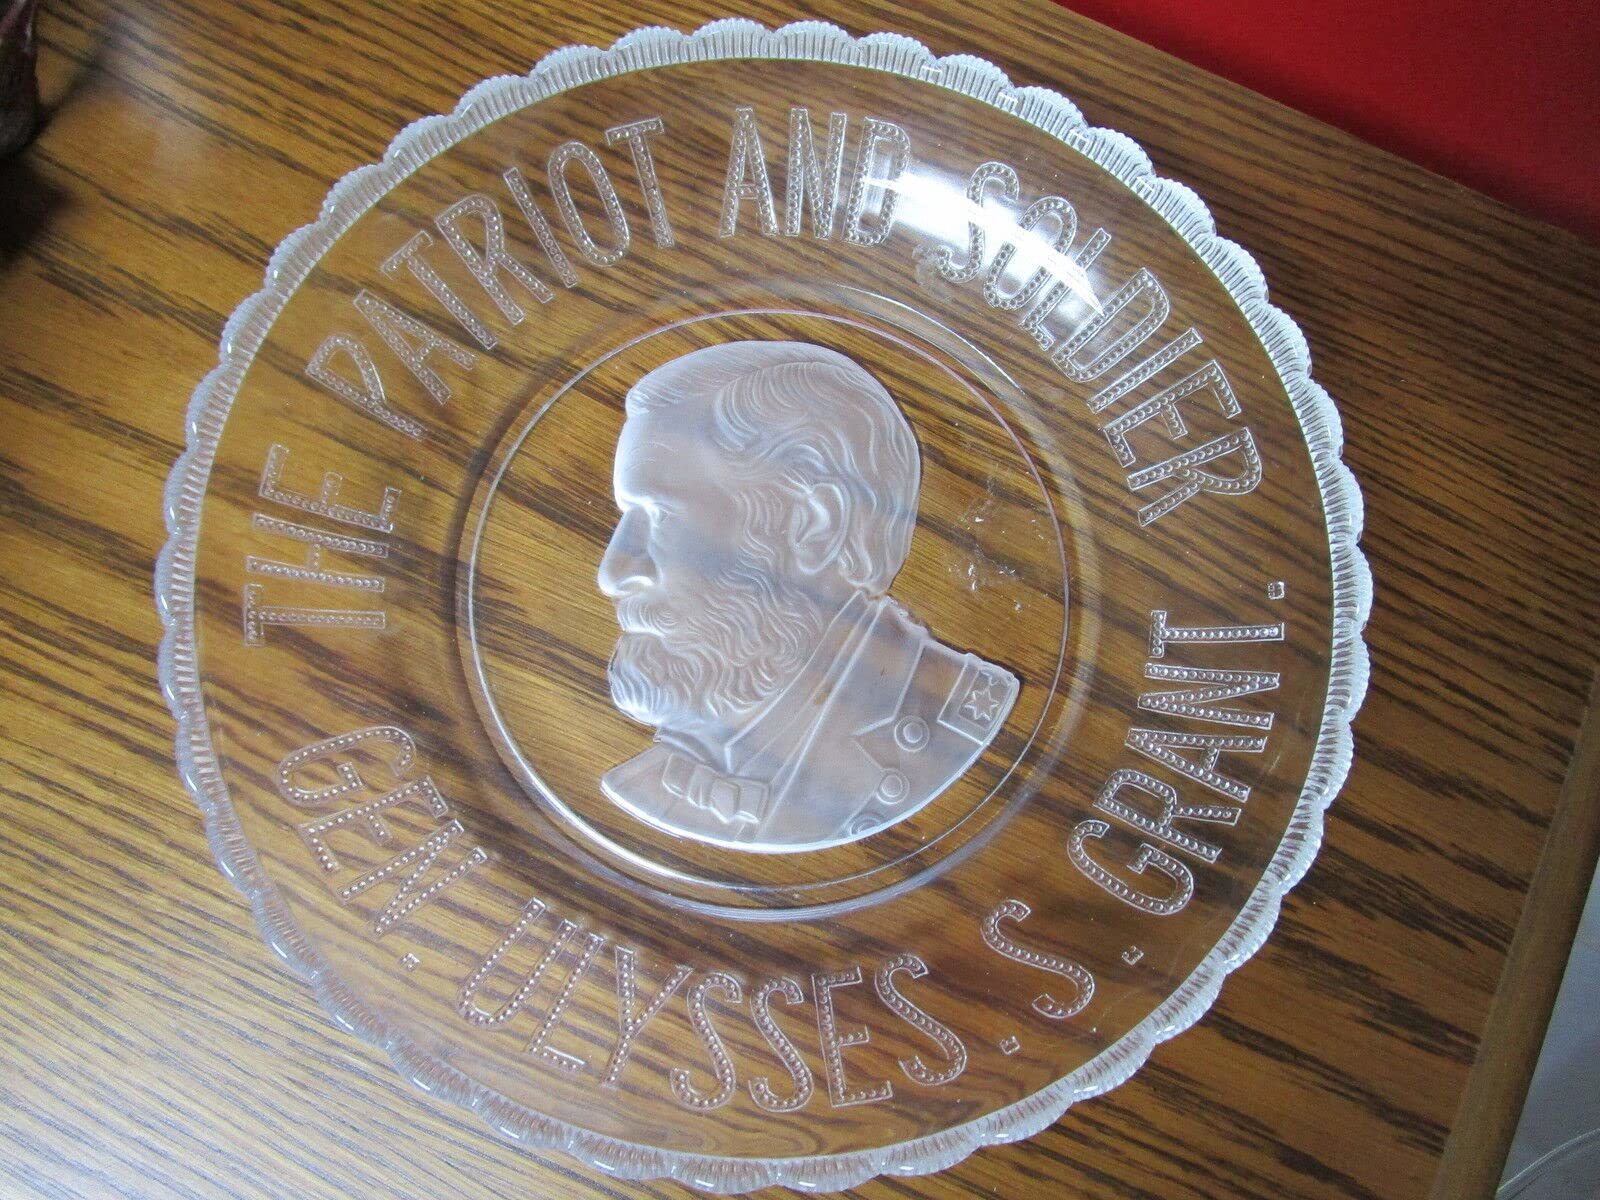 THE PATRIOT AND SOLDIER
GEN. ULYSSES. S. GRANT.